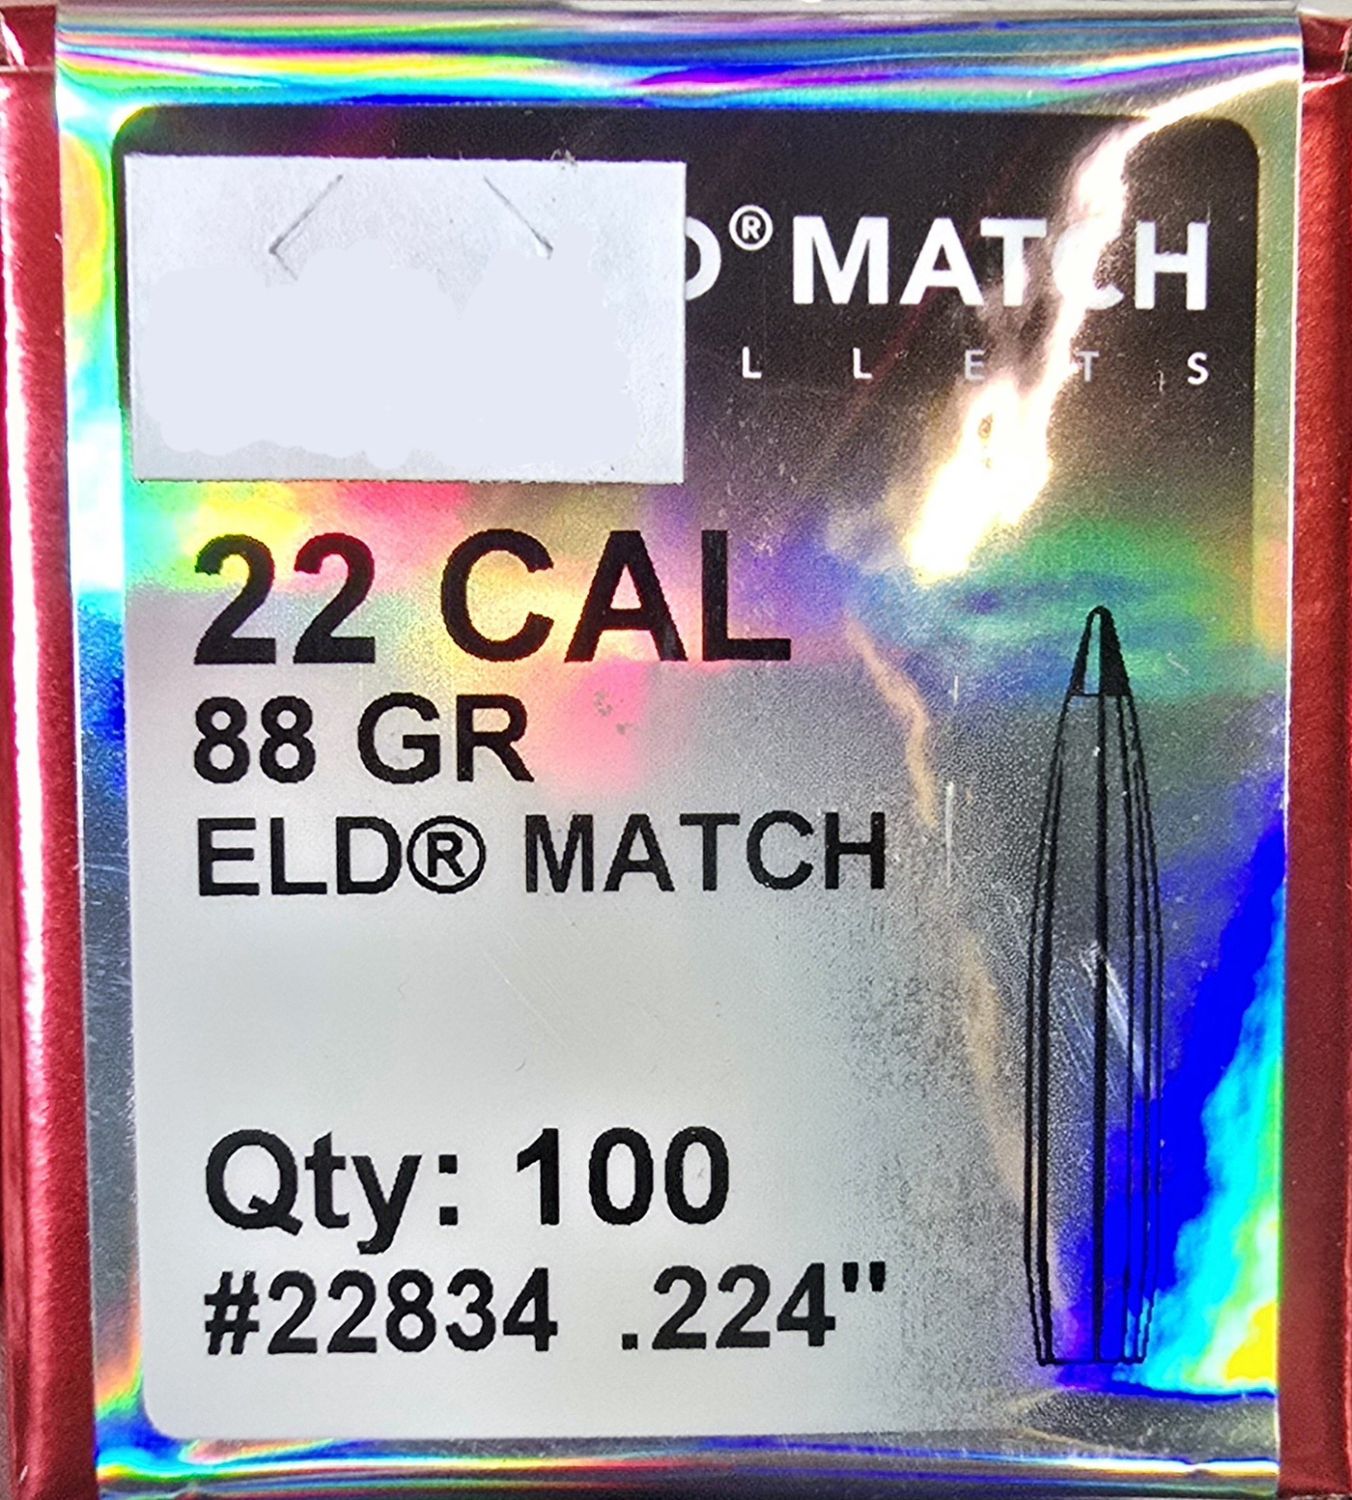 D® MATCH
L L E T S
22 CAL
88 GR
ELD® MATCH
Qty: 100
#22834 .224"